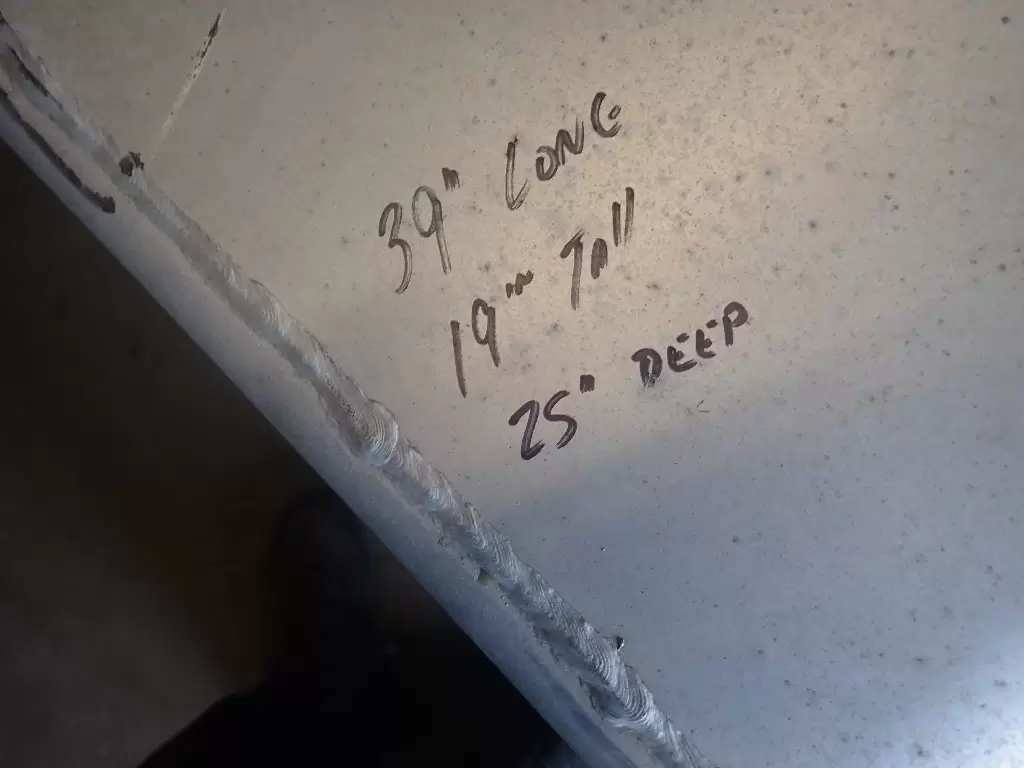 39" LONG
19" TAll
25" DEEP